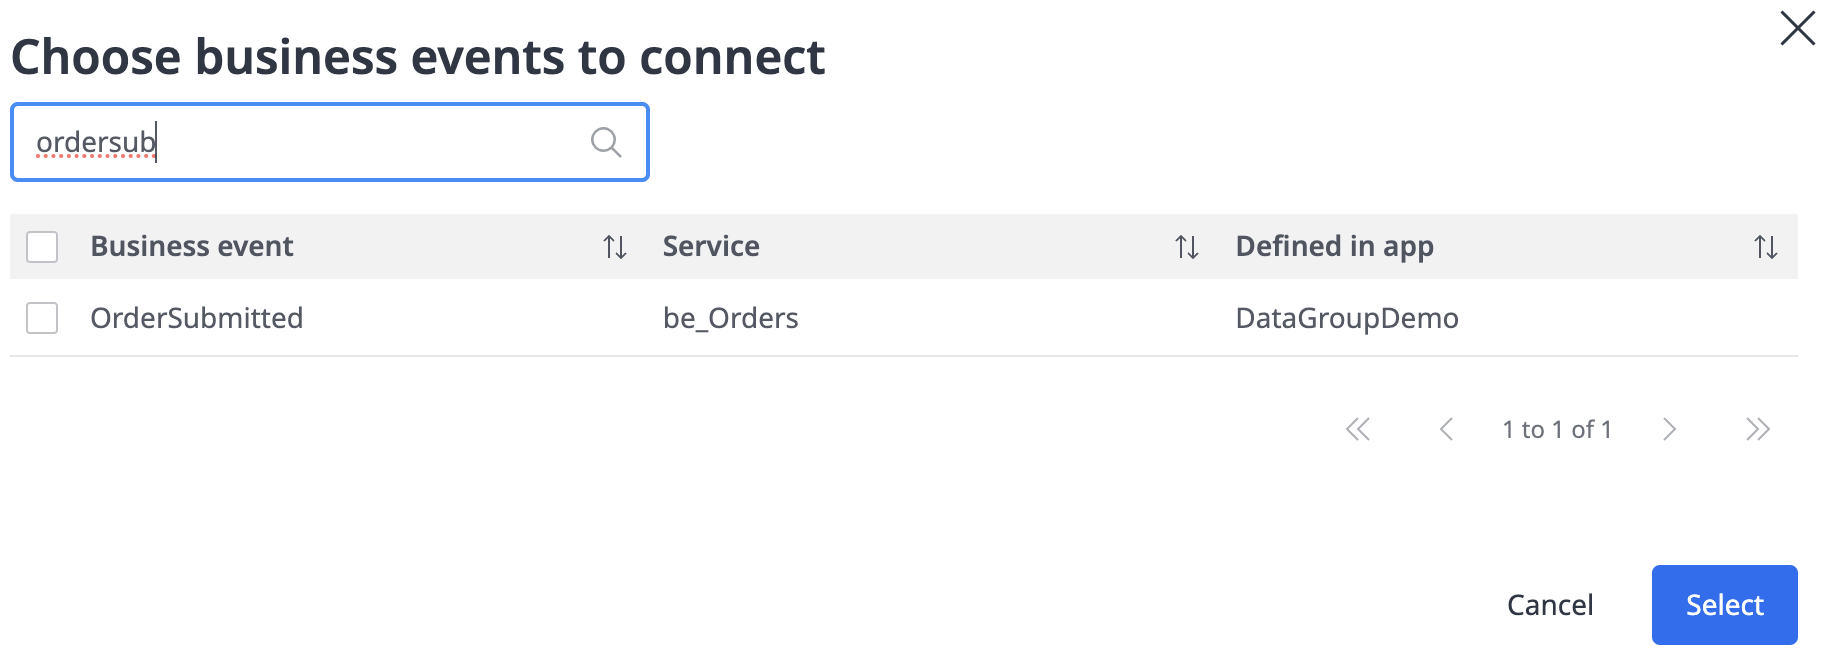 Choose business events to connect
ordersub
Business event Service Defined in app
OrderSubmitted be_Orders DataGroupDemo
1 to 1 of 1
Cancel Select